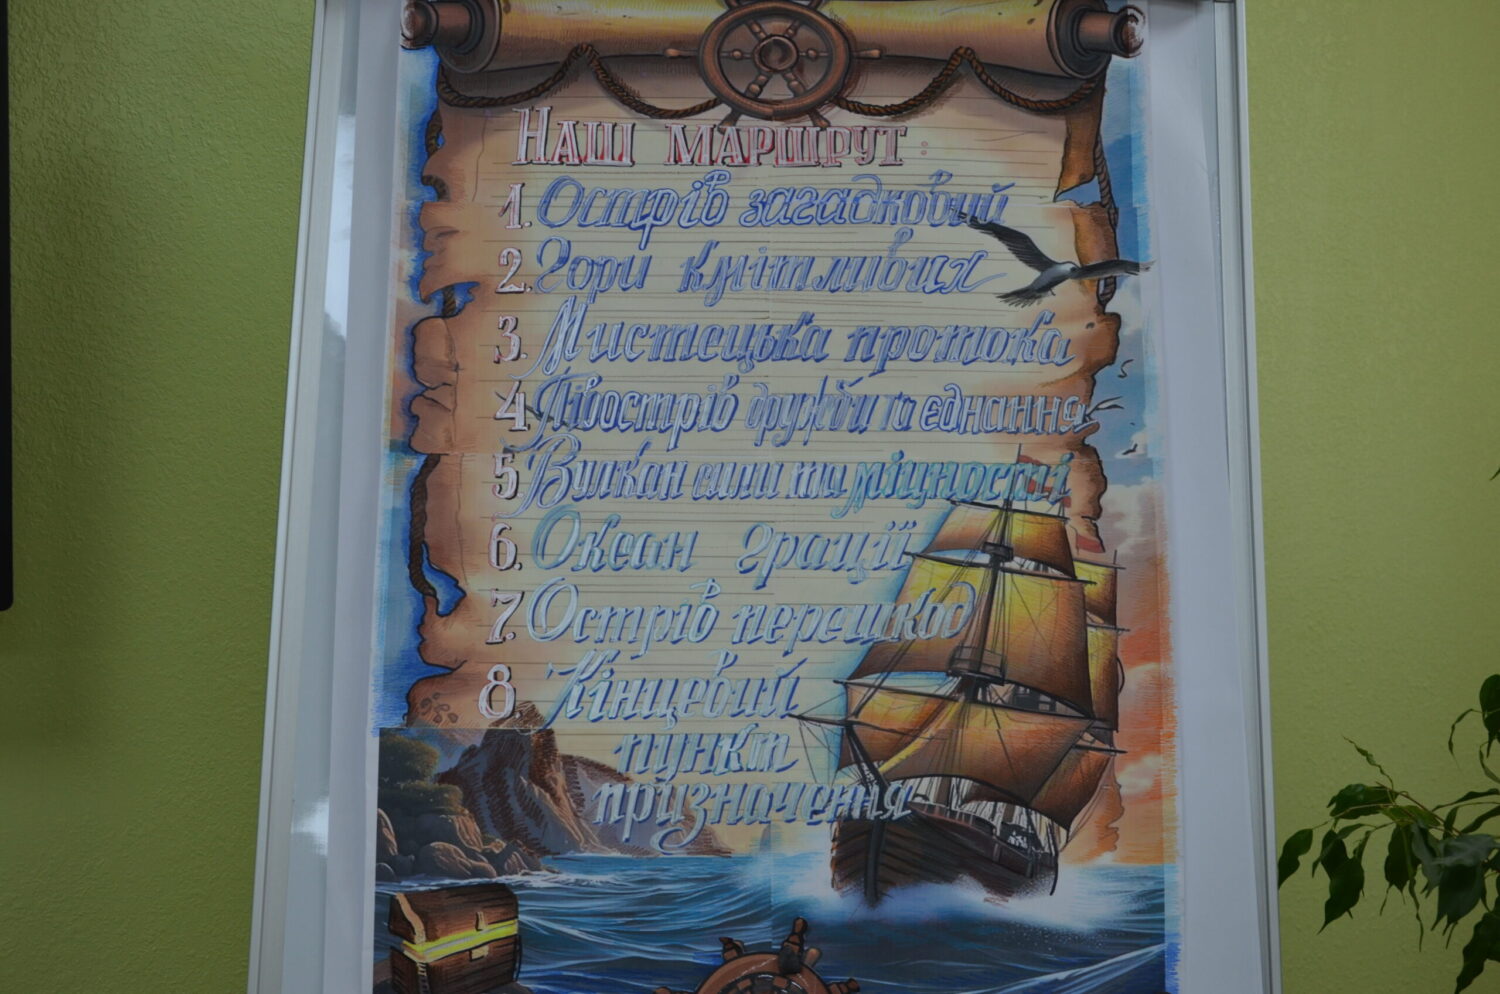 Наш маршрут:
1. Острів загадковий
2. Гори кмітливих
3. Мистецька протока
4. Півострів дружби та єднання
5. Вулкан сили та міцності
6. Океан грації
7. Острів перешкод
8. Кінцевий
пункт
призначення